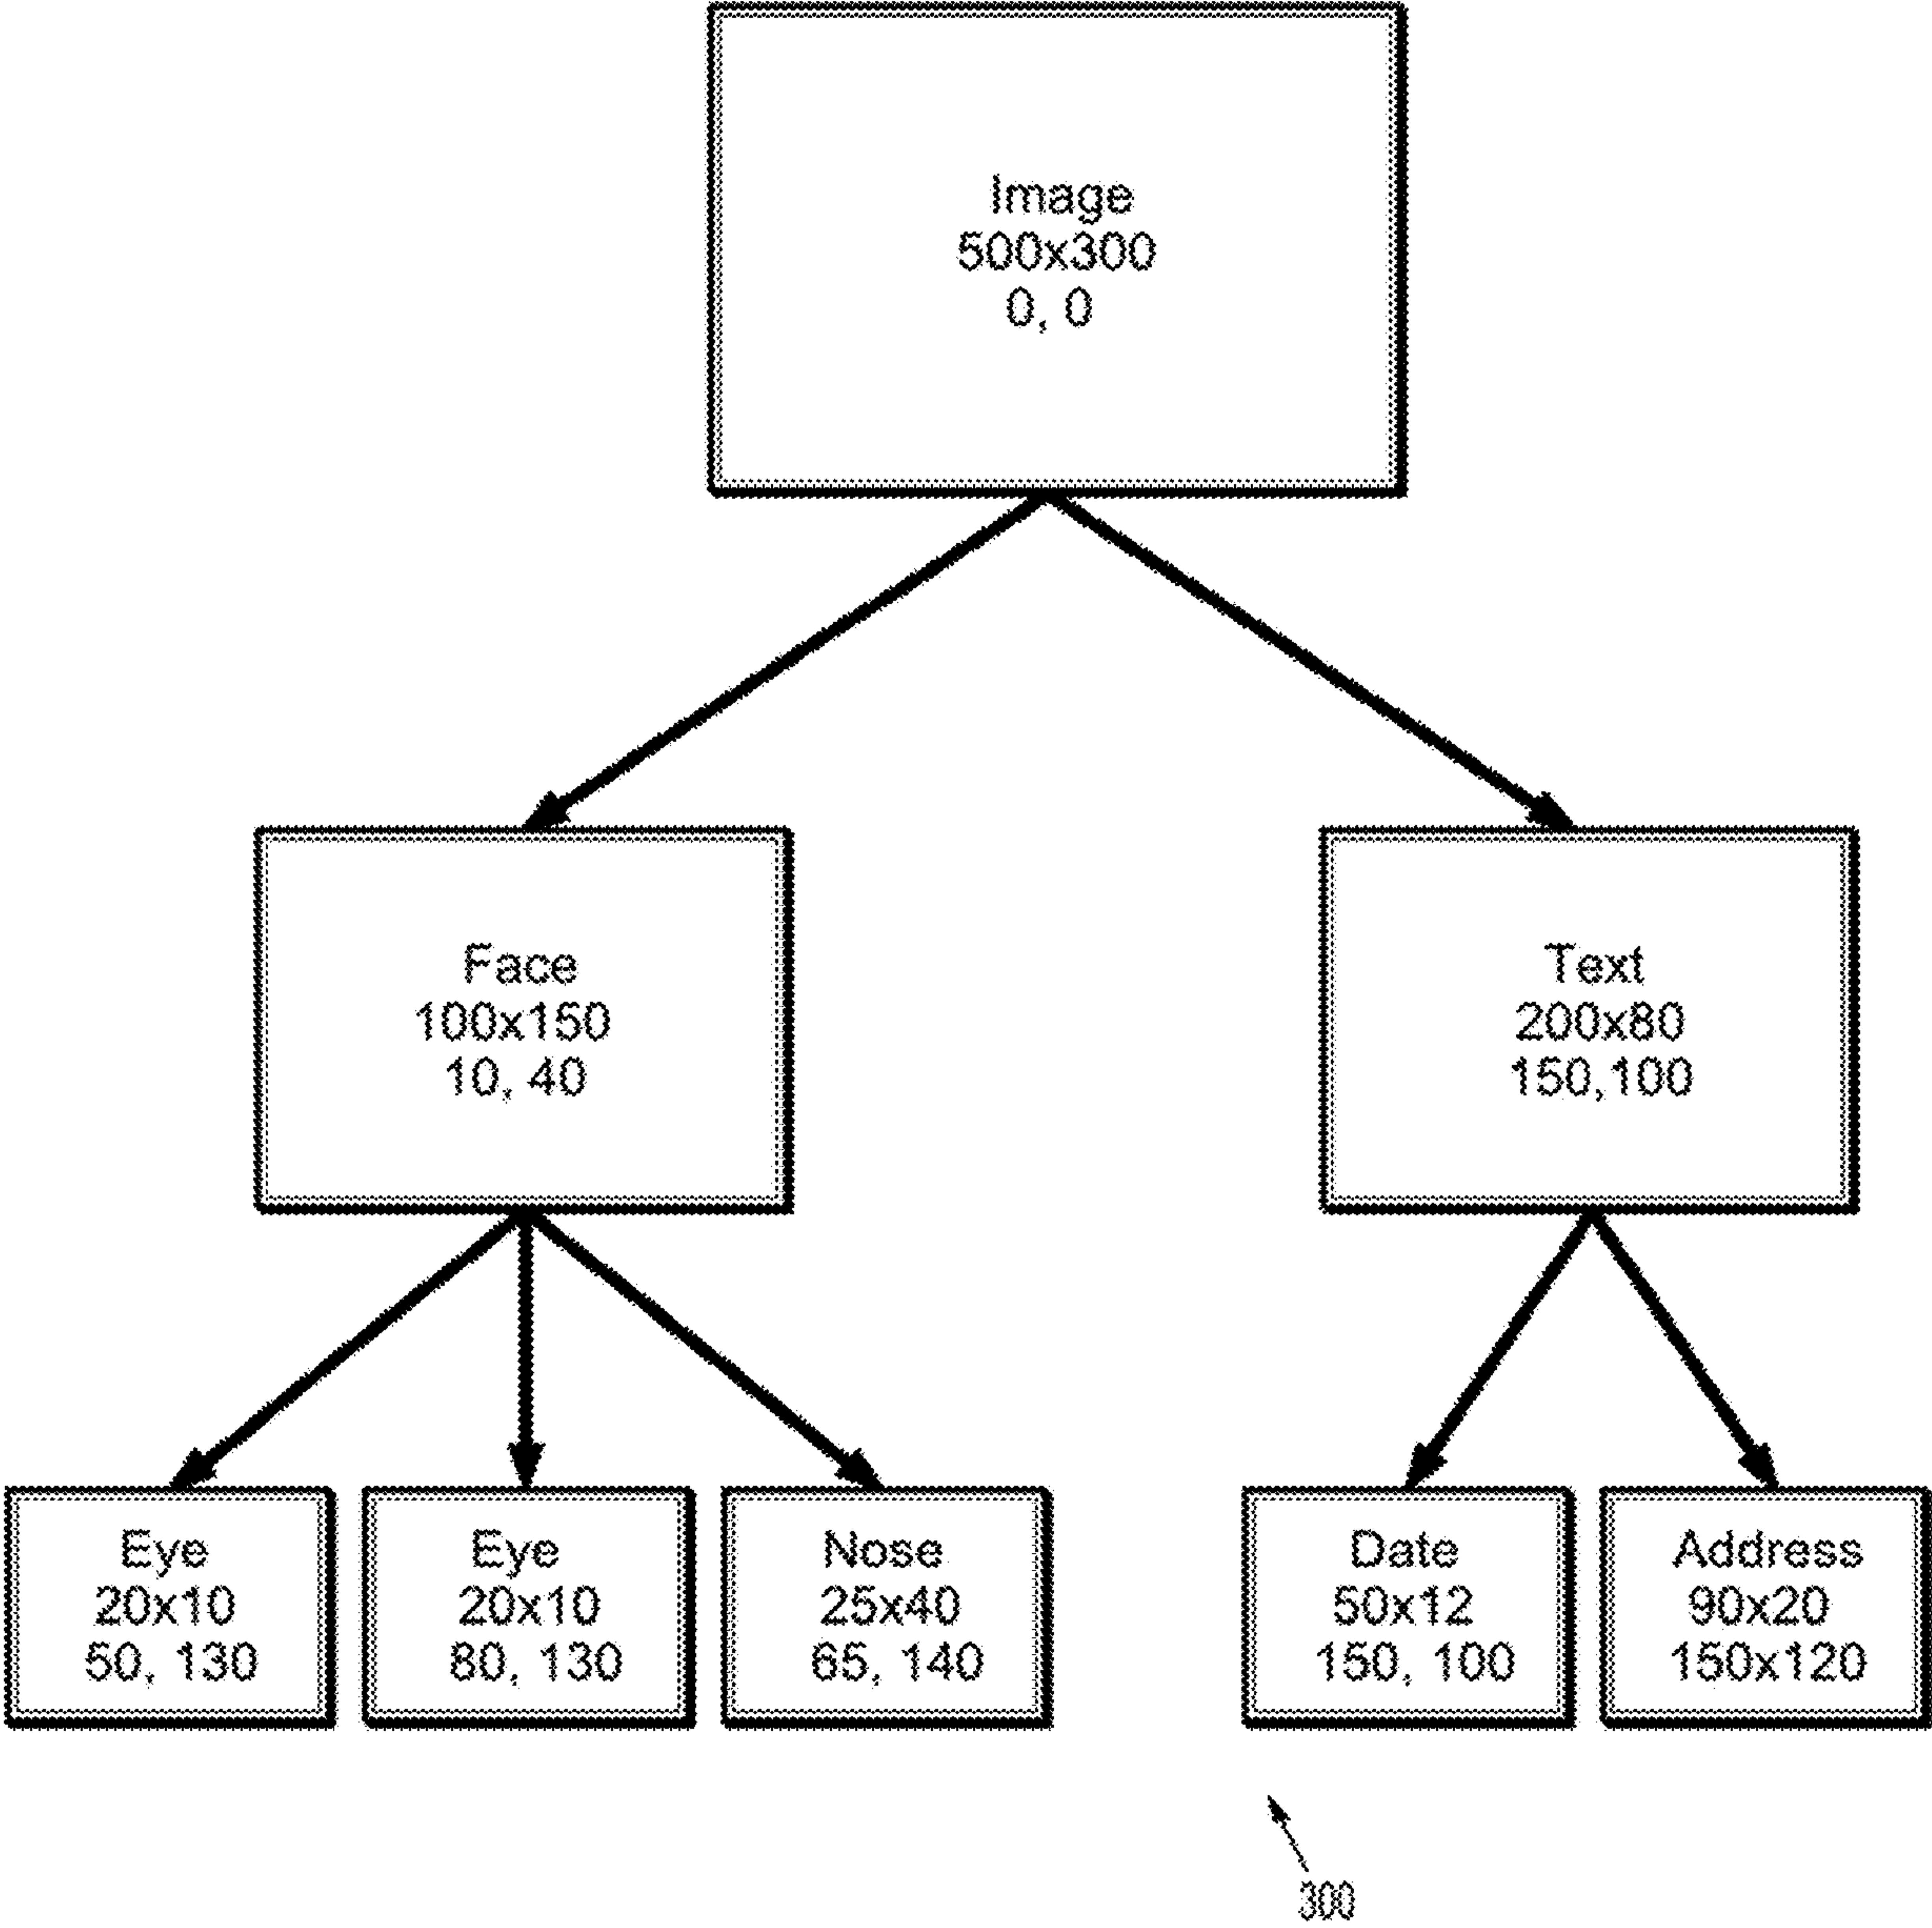 Image
500x300
0, 0
Face
100x150
10, 40
Text
200x80
150,100
Eye
20x10
50, 130
Eye
20x10
80, 130
Nose
25x40
65, 140
Date
50x12
150, 100
Address
90x20
150x120
300